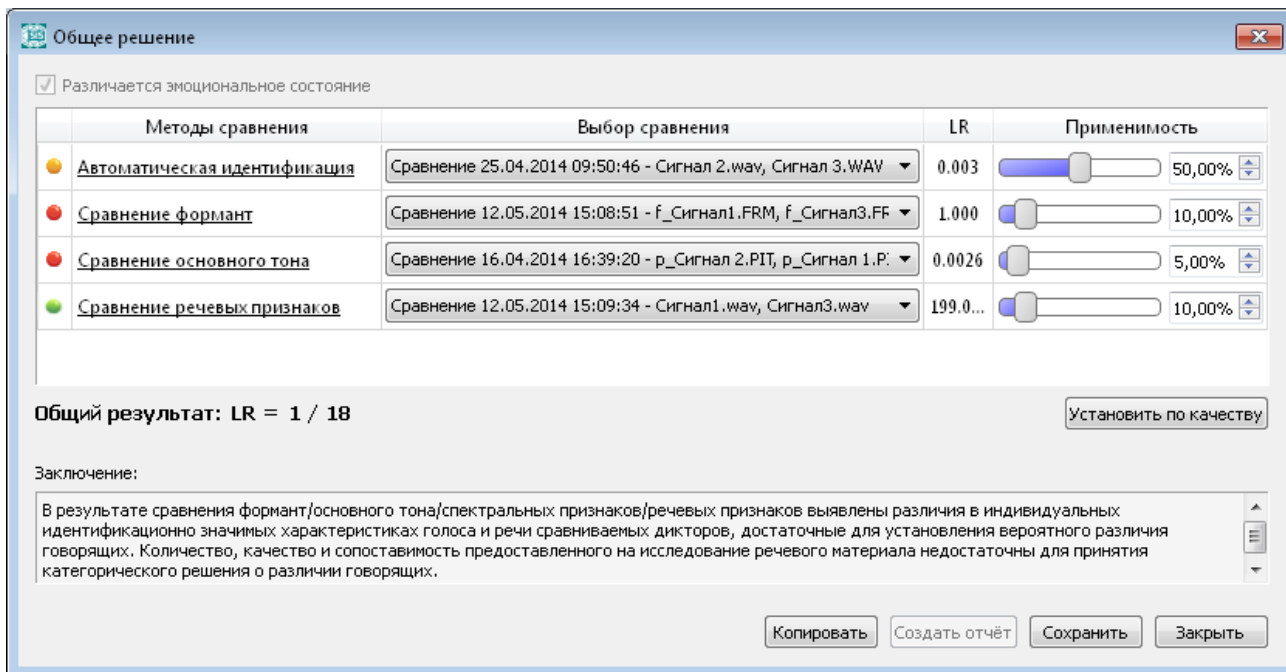 Общее решение
Различается эмоциональное состояние
Методы сравнения Выбор сравнения LR Применимость
Автоматическая идентификация Сравнение 25.04.2014 09:50:46 - Сигнал 2.wav, Сигнал 3.WAV 0.003 50,00%
Сравнение формант Сравнение 12.05.2014 15:08:51 - f_Сигнал1.FRM, f_Сигнал3.FF 1.000 10,00%
Сравнение основного тона Сравнение 16.04.2014 16:39:20 - p_Сигнал 2.PIT, p_Сигнал 1.P: 0.0026 5,00%
Сравнение речевых признаков Сравнение 12.05.2014 15:09:34 - Сигнал1.wav, Сигнал3.wav 199.0... 10,00%
Общий результат: LR = 1 / 18
Установить по качеству
Заключение:
В результате сравнения формант/основного тона/спектральных признаков/речевых признаков выявлены различия в индивидуальных
идентификационно значимых характеристиках голоса и речи сравниваемых дикторов, достаточные для установления вероятного различия
говорящих. Количество, качество и сопоставимость предоставленного на исследование речевого материала недостаточны для принятия
категорического решения о различии говорящих.
Копировать Создать отчёт Сохранить Закрыть